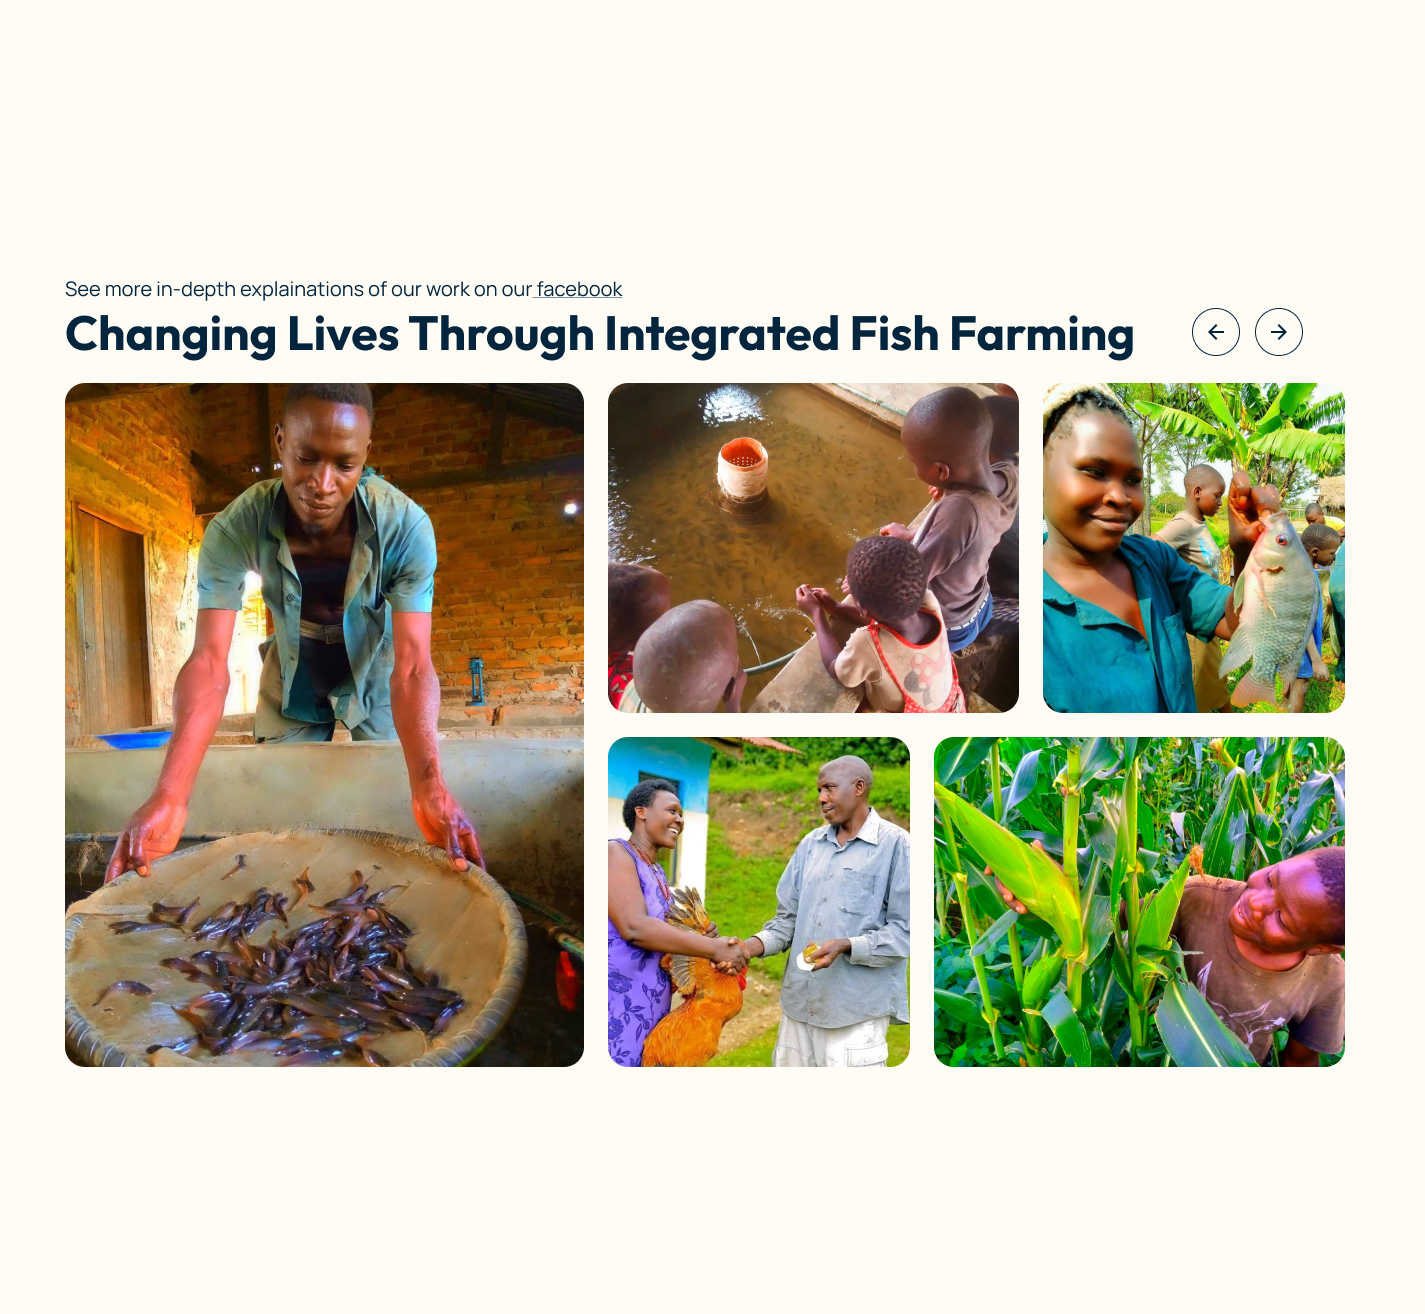 See more in-depth explainations of our work on our facebook
Changing Lives Through Integrated Fish Farming